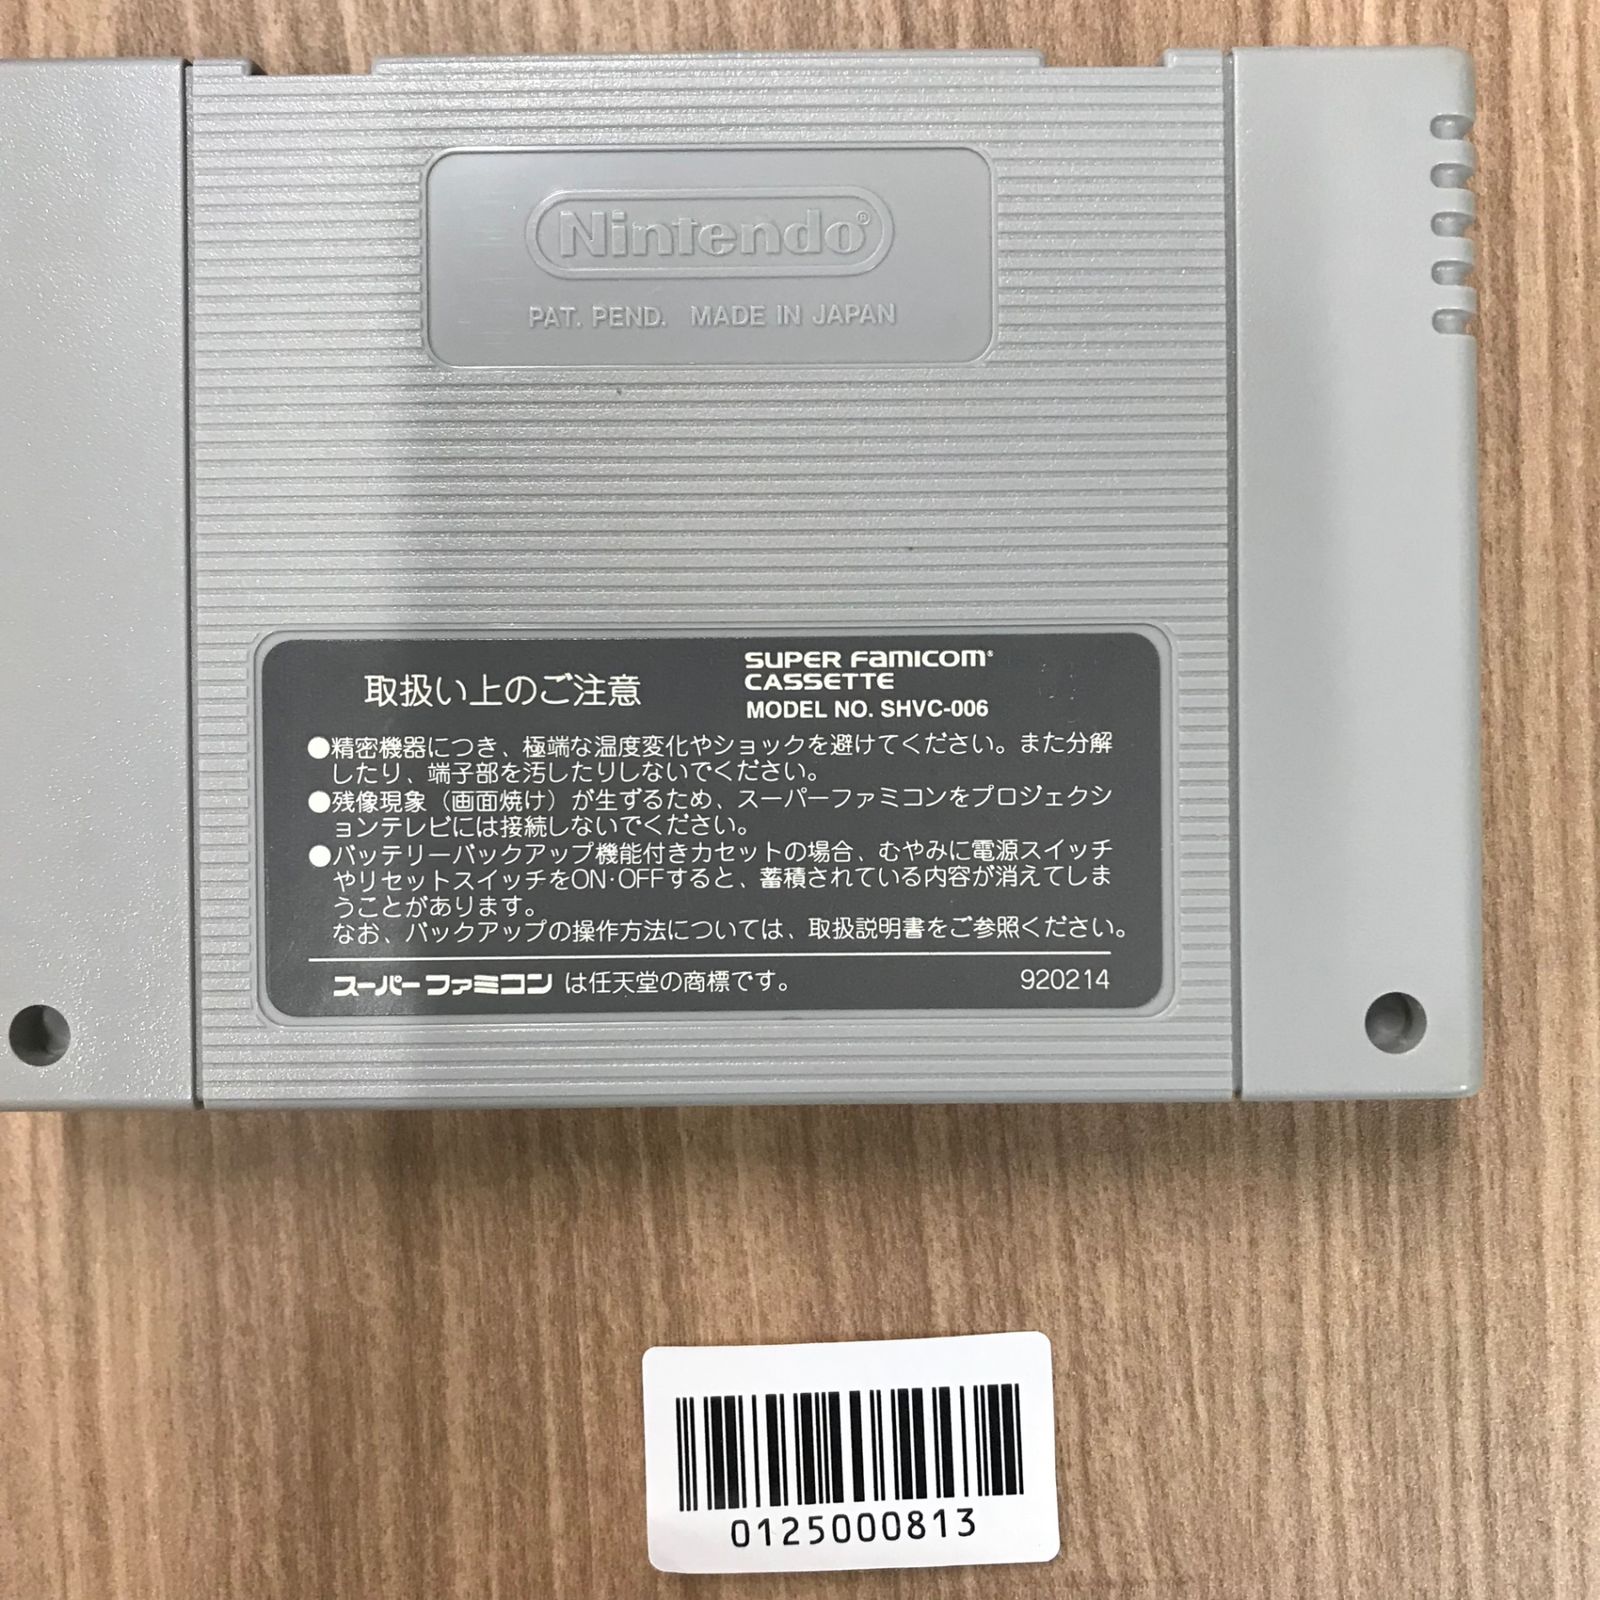 Nintendo®
PAT. PEND. MADE IN JAPAN
取扱い上のご注意
SUPER FAMICOM®
CASSETTE
MODEL NO. SHVC-006
●精密機器につき、極端な温度変化やショックを避けてください。また分解
したり、端子部を汚したりしないでください。
●残像現象（画面焼け）が生ずるため、スーパーファミコンをプロジェクシ
ョンテレビには接続しないでください。
●バッテリーバックアップ機能付きカセットの場合、むやみに電源スイッチ
やリセットスイッチをON·OFFすると、蓄積されている内容が消えてしま
うことがあります。
なお、バックアップの操作方法については、取扱説明書をご参照ください。
スーパーファミコン は任天堂の商標です。 920214
0125000813